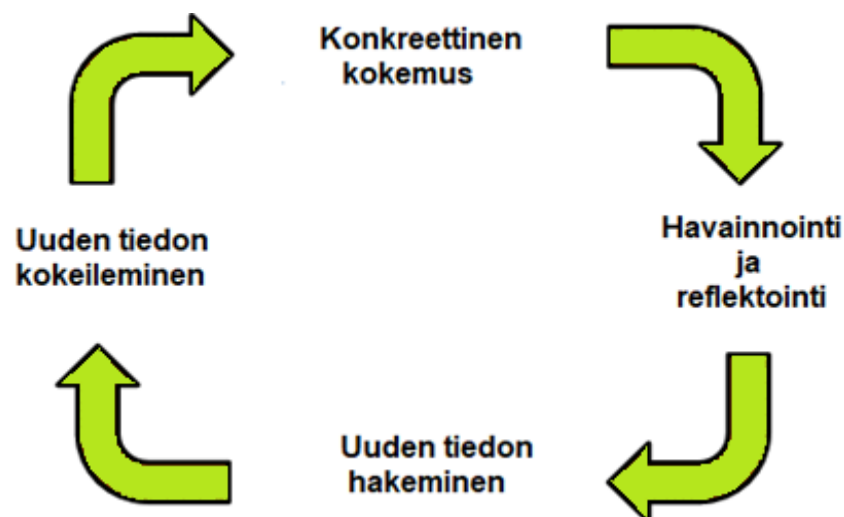 Konkreettinen
kokemus
Havainnointi
ja
reflektointi
Uuden tiedon
hakeminen
Uuden tiedon
kokeileminen